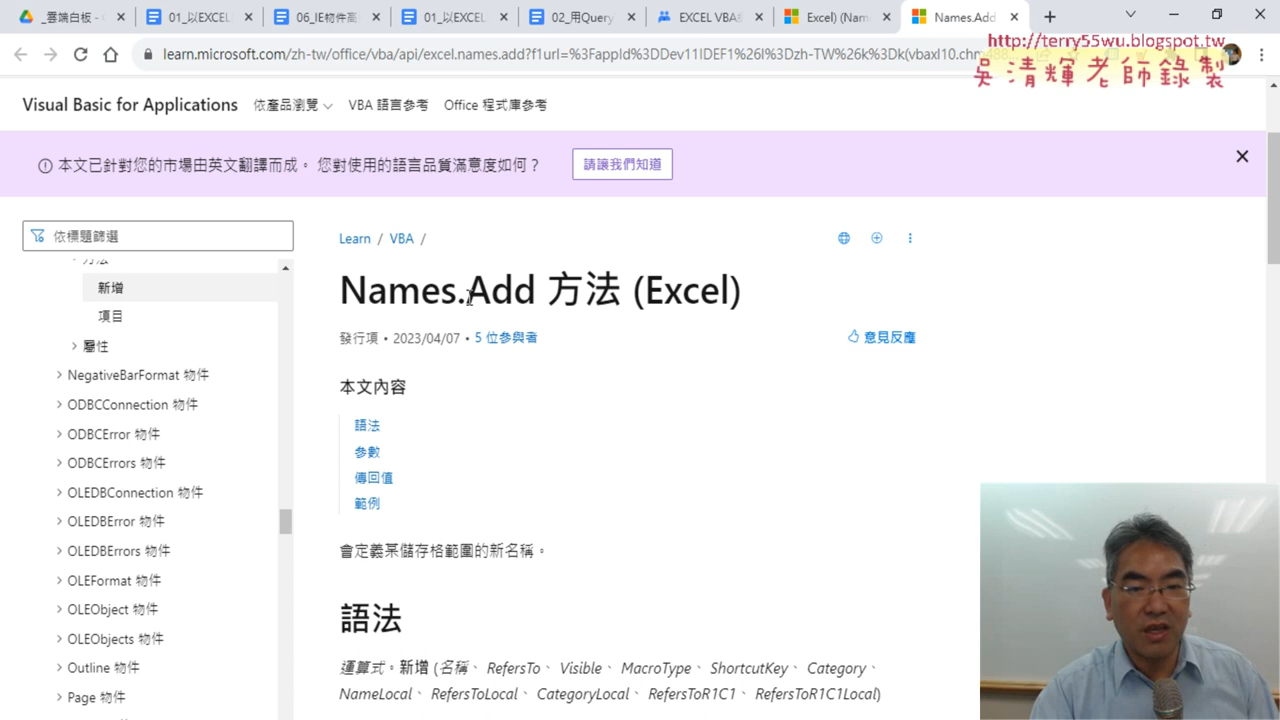 _雲端白板 - G
01_以EXCEL
06_IE物件高
01_以EXCEL
02_用Query
EXCEL VBA
Excel) (Nam
Names.Add
learn.microsoft.com/zh-tw/office/vba/api/excel.names.add?f1url=%3FappId%3DDev11IDEF1%26l%3Dzh-TW%26k%3Dk(vbaxl10.chm
http://terry55wu.blogspot.tw
吳清輝老師錄製
Visual Basic for Applications
依產品瀏覽
VBA 語言參考
Office 程式庫參考
本文已針對您的市場由英文翻譯而成。 您對使用的語言品質滿意度如何？
請讓我們知道
依標題篩選
方法
新增
項目
屬性
NegativeBarFormat 物件
ODBCConnection 物件
ODBCError 物件
ODBCErrors 物件
OLEDBConnection 物件
OLEDBError 物件
OLEDBErrors 物件
OLEFormat 物件
OLEObject 物件
OLEObjects 物件
Outline 物件
Page 物件
Learn / VBA /
Names.Add 方法 (Excel)
發行項 • 2023/04/07 • 5 位參與者
意見反應
本文內容
語法
參數
傳回值
範例
會定義某儲存格範圍的新名稱。
語法
運算式。新增 (名稱、 RefersTo、 Visible、 MacroType、 ShortcutKey、 Category、
NameLocal、 RefersToLocal、 CategoryLocal、 RefersToR1C1、 RefersToR1C1Local)